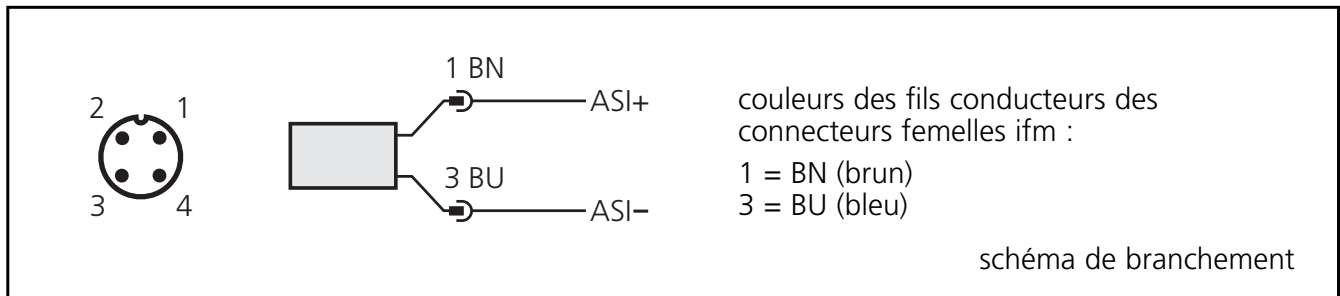 2 1
3 4
1 BN
ASI+
3 BU
ASI–
couleurs des fils conducteurs des
connecteurs femelles ifm :
1 = BN (brun)
3 = BU (bleu)
schéma de branchement